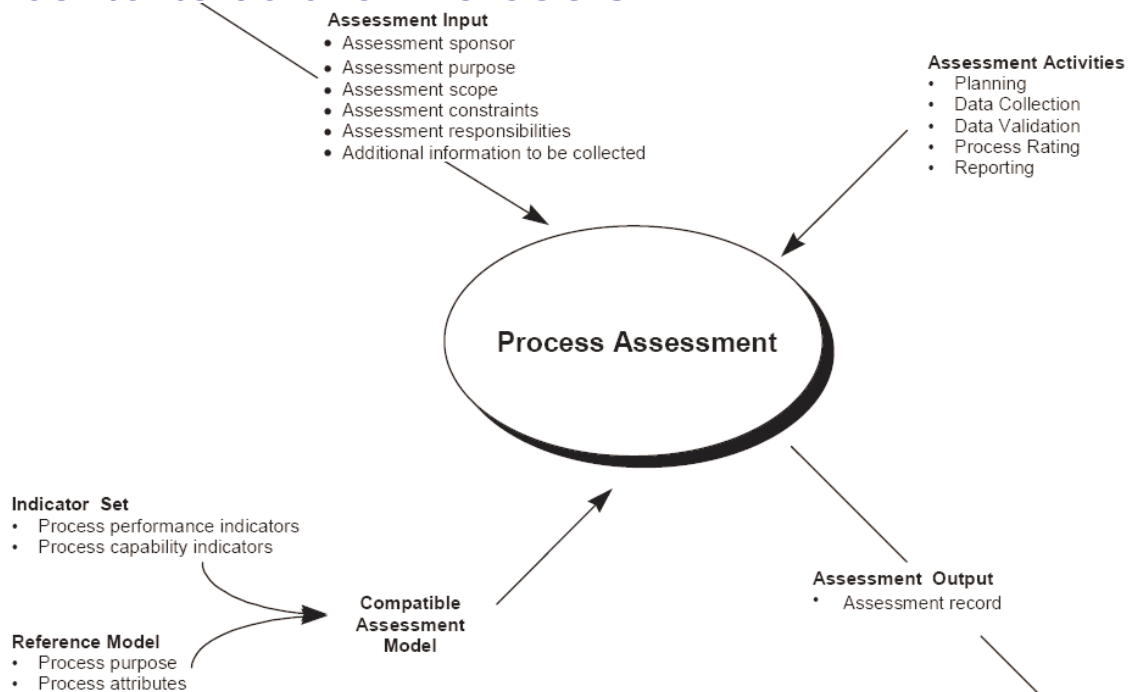 Assessment Input
• Assessment sponsor
• Assessment purpose
• Assessment scope
• Assessment constraints
• Assessment responsibilities
• Additional information to be collected
Assessment Activities
• Planning
• Data Collection
• Data Validation
• Process Rating
• Reporting
Process Assessment
Indicator Set
• Process performance indicators
• Process capability indicators
Compatible
Assessment
Model
Reference Model
• Process purpose
• Process attributes
Assessment Output
• Assessment record